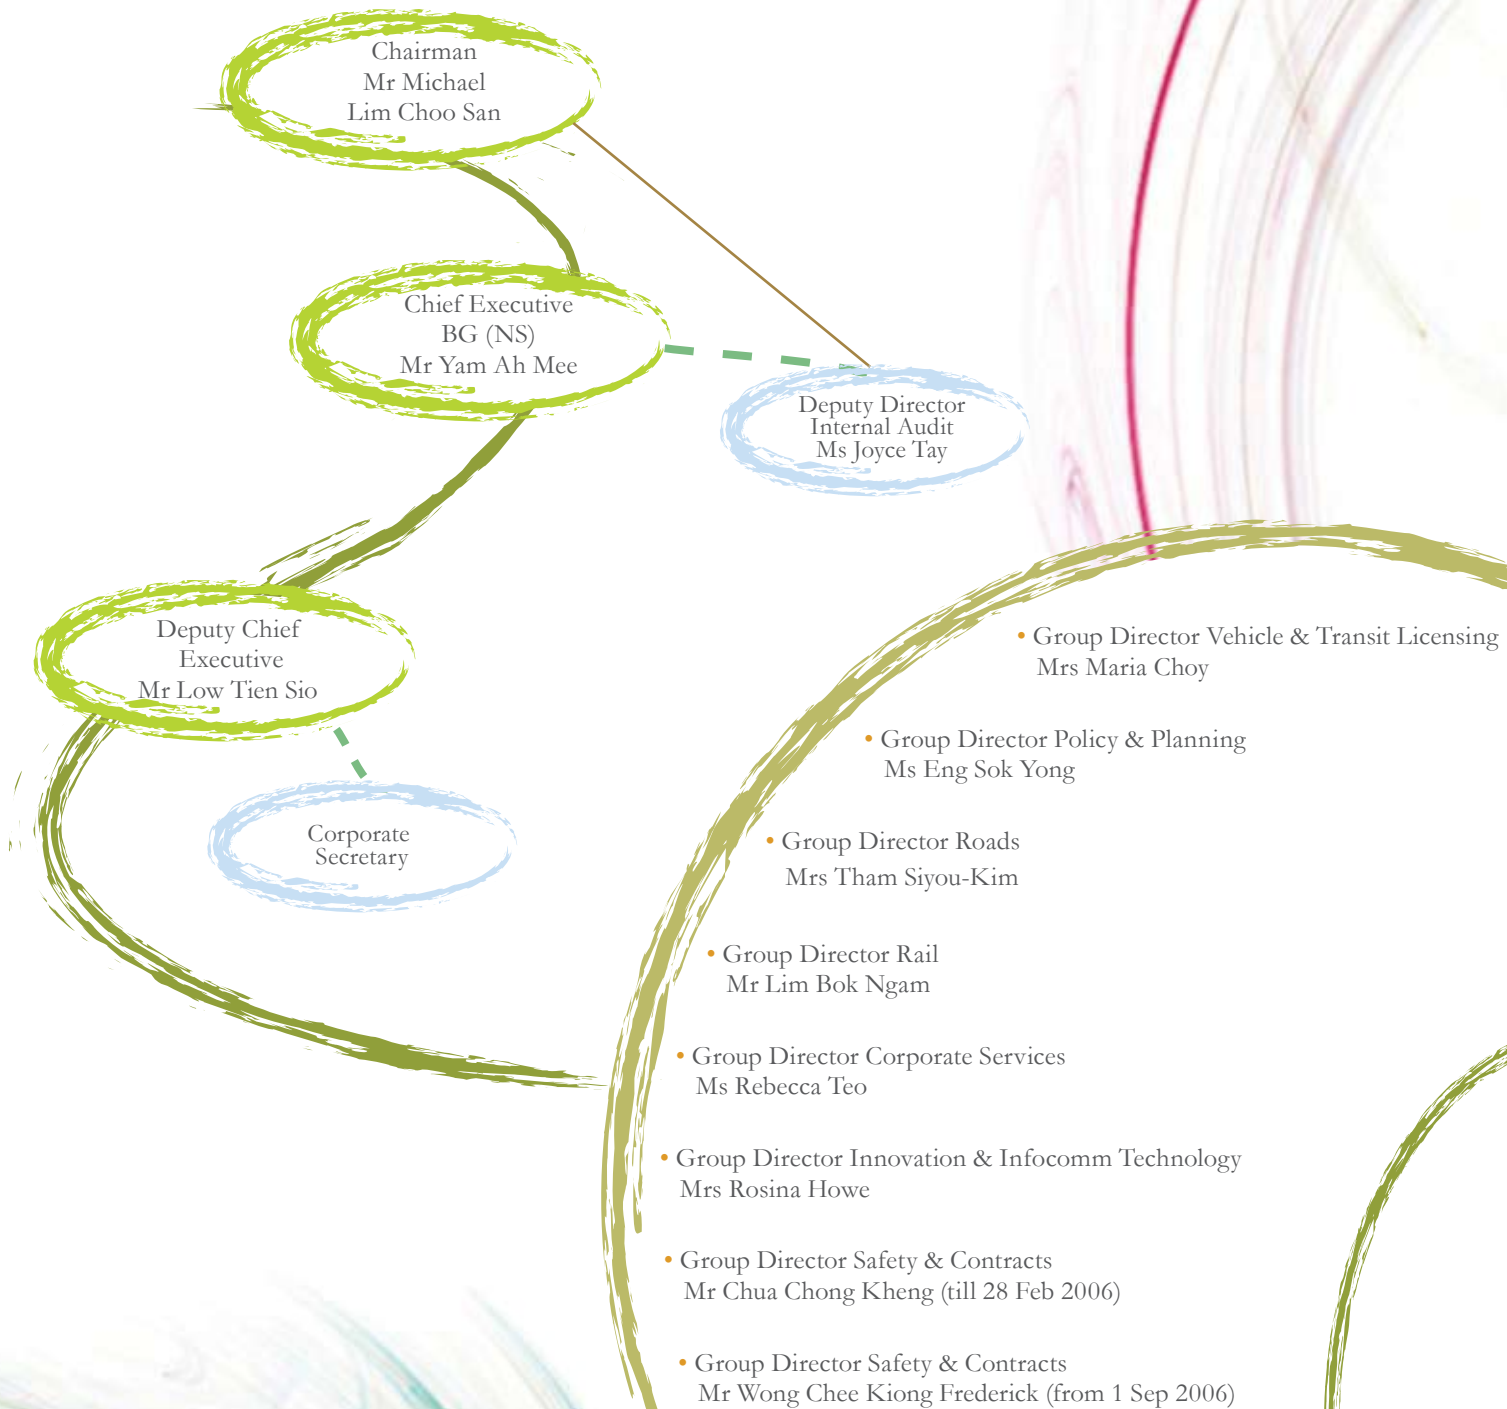 Chairman
Mr Michael
Lim Choo San
Chief Executive
BG (NS)
Mr Yam Ah Mee
Deputy Director
Internal Audit
Ms Joyce Tay
Deputy Chief
Executive
Mr Low Tien Sio
Corporate
Secretary
• Group Director Vehicle & Transit Licensing
Mrs Maria Choy
• Group Director Policy & Planning
Ms Eng Sok Yong
• Group Director Roads
Mrs Tham Siyou-Kim
• Group Director Rail
Mr Lim Bok Ngam
• Group Director Corporate Services
Ms Rebecca Teo
• Group Director Innovation & Infocomm Technology
Mrs Rosina Howe
• Group Director Safety & Contracts
Mr Chua Chong Kheng (till 28 Feb 2006)
• Group Director Safety & Contracts
Mr Wong Chee Kiong Frederick (from 1 Sep 2006)